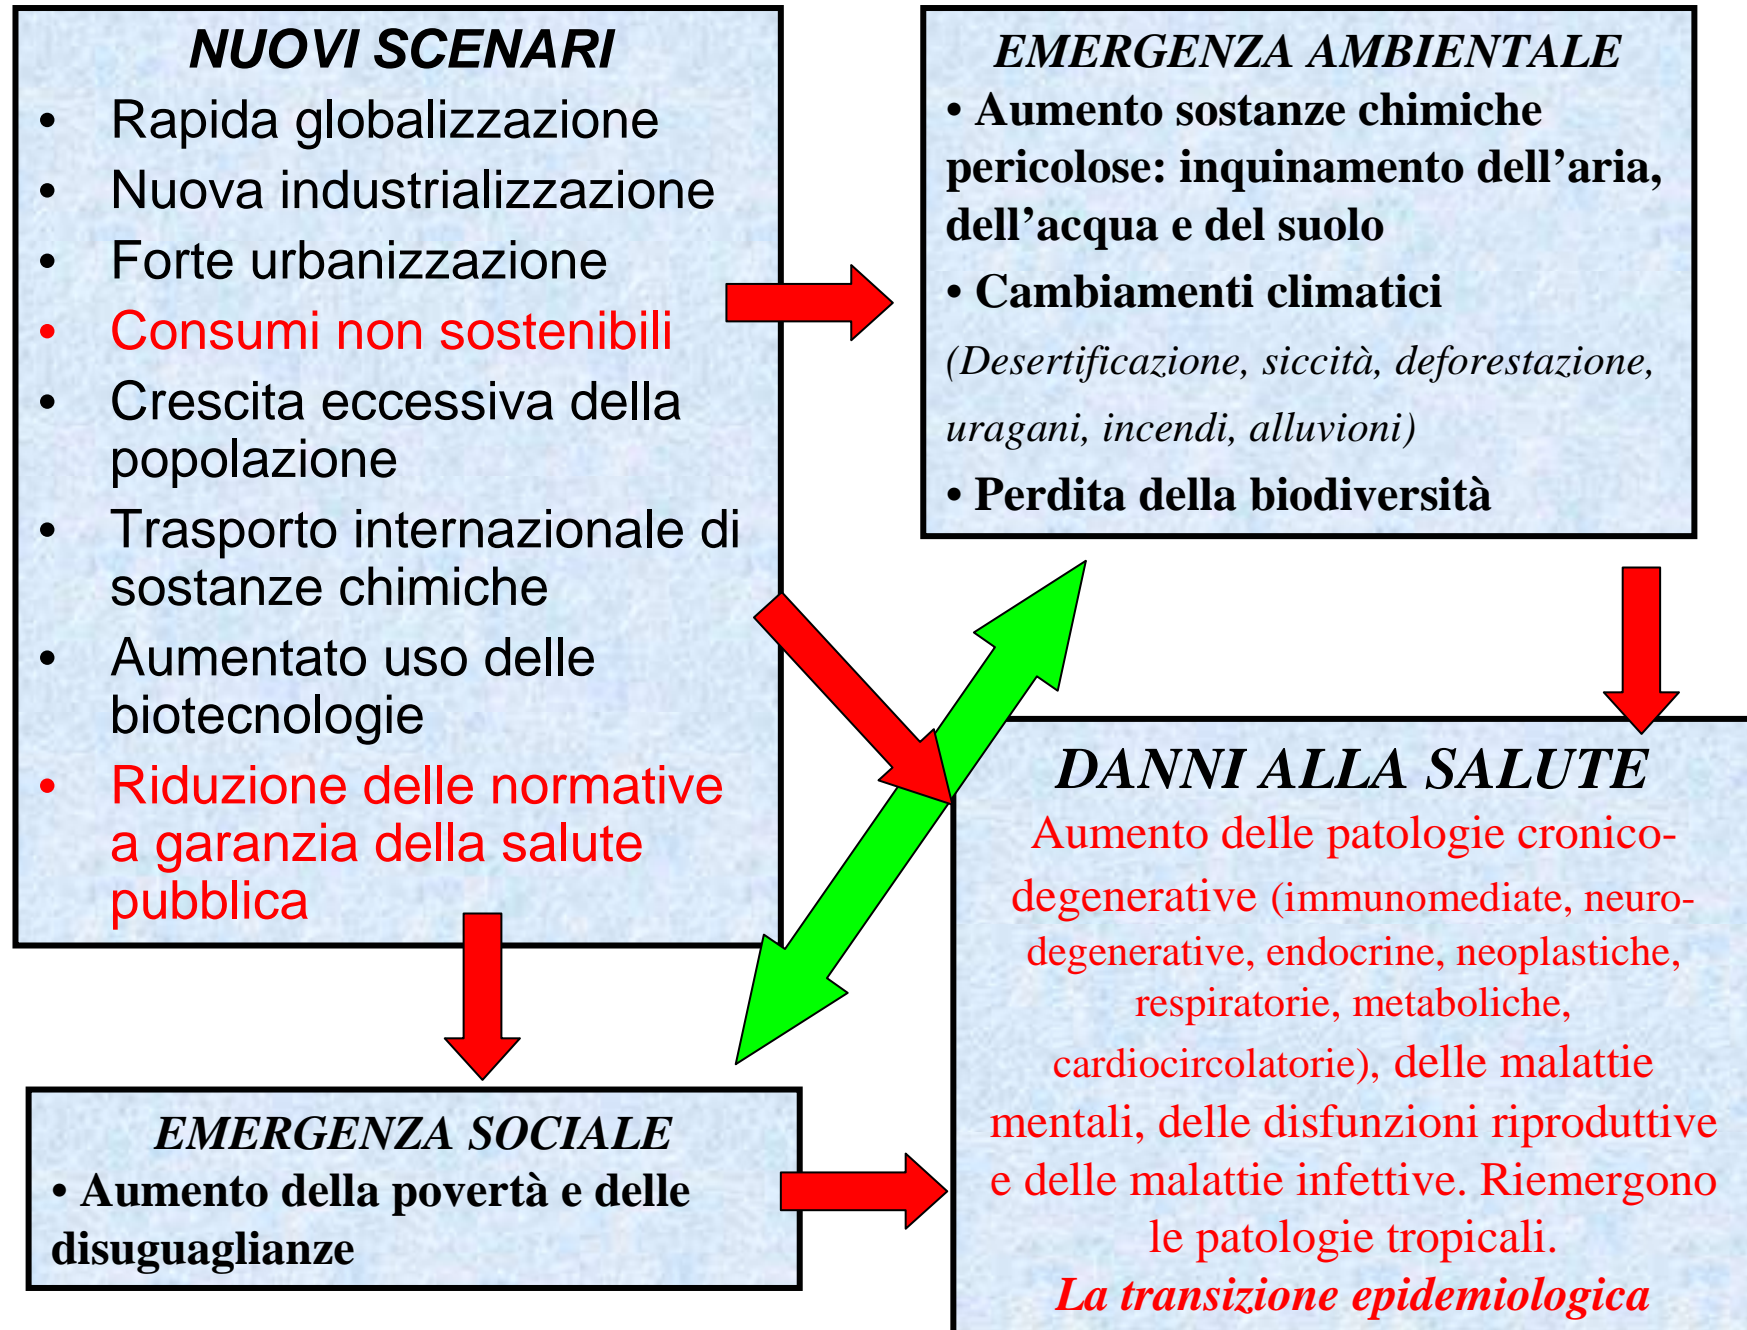 NUOVI SCENARI
• Rapida globalizzazione
• Nuova industrializzazione
• Forte urbanizzazione
• Consumi non sostenibili
• Crescita eccessiva della
popolazione
• Trasporto internazionale di
sostanze chimiche
• Aumentato uso delle
biotecnologie
• Riduzione delle normative
a garanzia della salute
pubblica
EMERGENZA AMBIENTALE
• Aumento sostanze chimiche
pericolose: inquinamento dell’aria,
dell’acqua e del suolo
• Cambiamenti climatici
(Desertificazione, siccità, deforestazione,
uragani, incendi, alluvioni)
• Perdita della biodiversità
EMERGENZA SOCIALE
• Aumento della povertà e delle
disuguaglianze
DANNI ALLA SALUTE
Aumento delle patologie cronico-
degenerative (immunomediate, neuro-
degenerative, endocrine, neoplastiche,
respiratorie, metaboliche,
cardiocircolatorie), delle malattie
mentali, delle disfunzioni riproduttive
e delle malattie infettive. Riemergono
le patologie tropicali.
La transizione epidemiologica